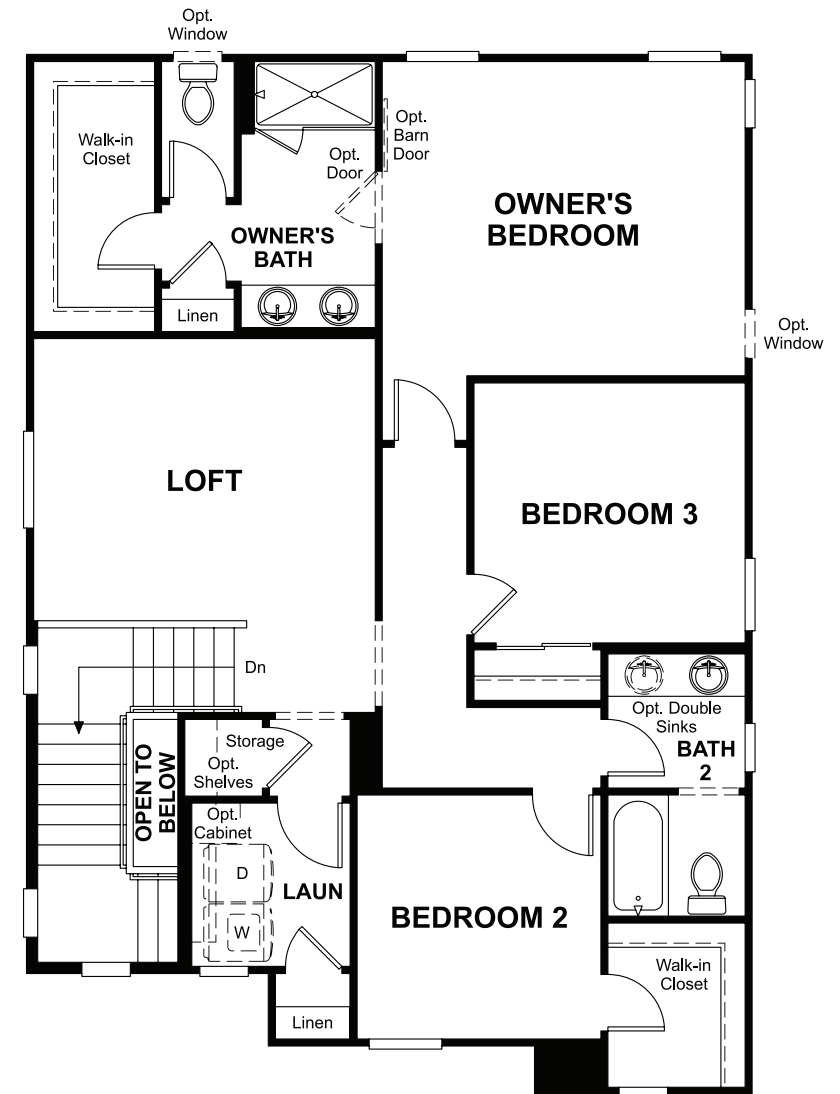 Opt.
Window
Walk-in
Closet
Opt.
Barn
Door
Opt.
Door
OWNER'S
BEDROOM
OWNER'S
BATH
Linen
Opt.
Window
LOFT
BEDROOM 3
Dn
Opt. Double
Sinks
BATH
2
Storage
Opt.
Shelves
OPEN TO
BELOW
Opt.
Cabinet
D
LAUN
W
BEDROOM 2
Walk-in
Closet
Linen